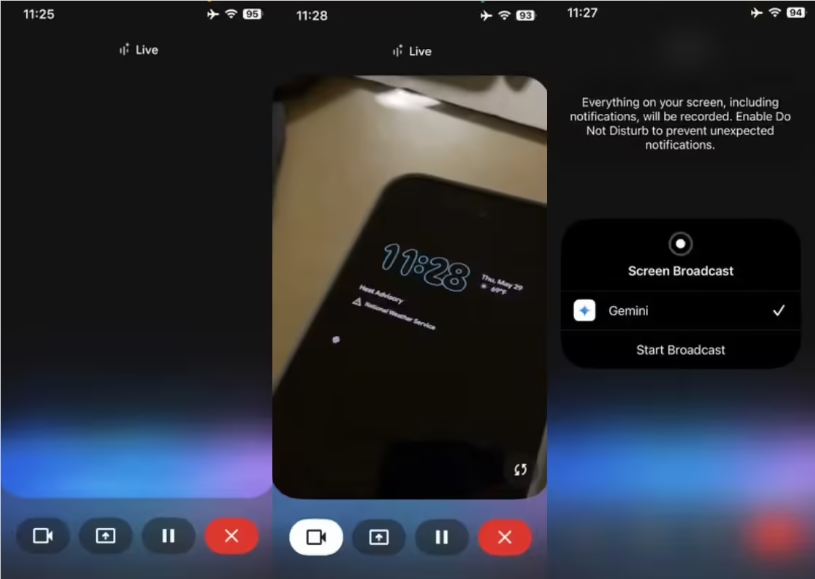 11:25
95
Live
11:28
93
Live
11:28
Thu, May 29
69°F
Heat Advisory
National Weather Service
11:27
94
Everything on your screen, including
notifications, will be recorded. Enable Do
Not Disturb to prevent unexpected
notifications.
Screen Broadcast
Gemini
Start Broadcast